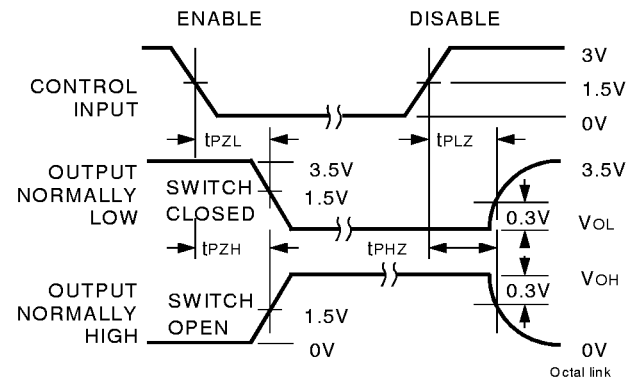 ENABLE
DISABLE
CONTROL
INPUT
3V
1.5V
0V
tPZL
tPLZ
OUTPUT
NORMALLY
LOW
SWITCH
CLOSED
3.5V
1.5V
3.5V
0.3V
VOL
tPZH
tPHZ
OUTPUT
NORMALLY
HIGH
SWITCH
OPEN
1.5V
0V
VOH
0.3V
0V
Octal link